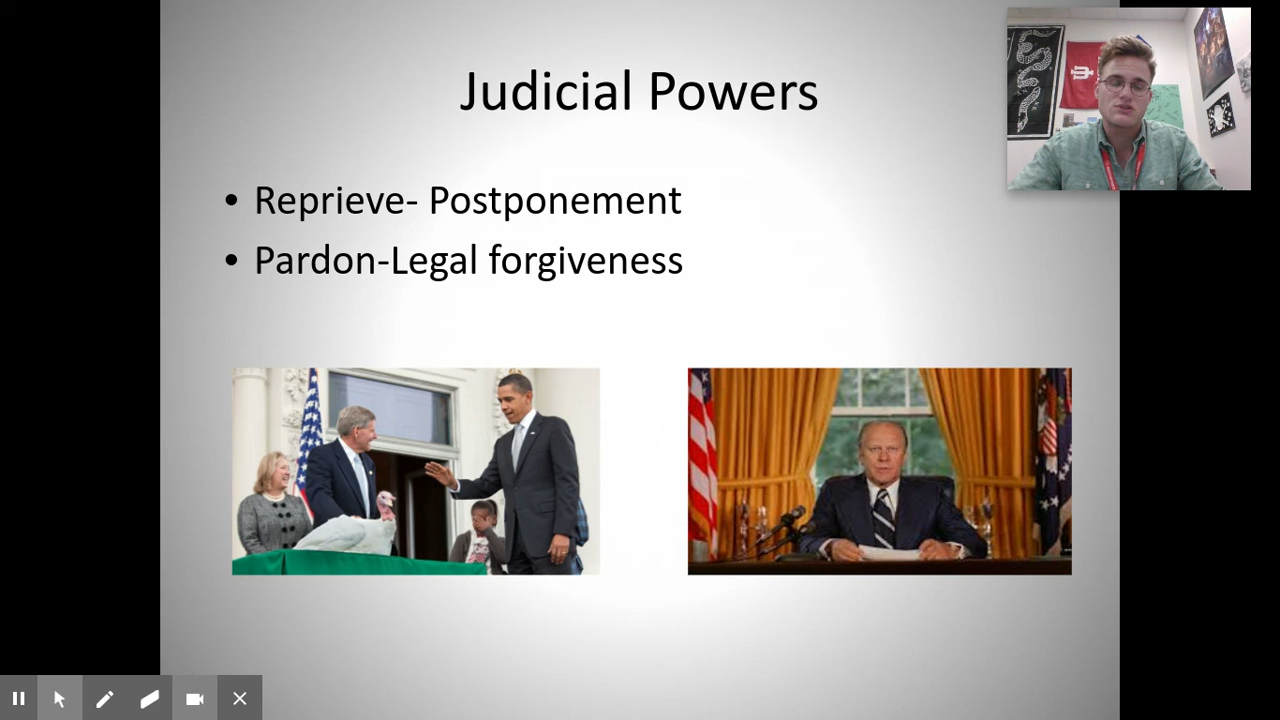 Judicial Powers
• Reprieve- Postponement
• Pardon-Legal forgiveness